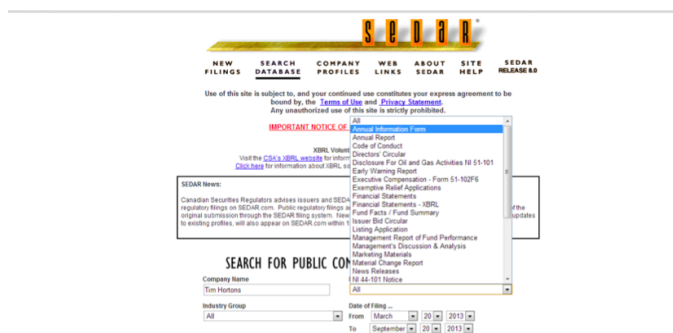 SEDAR
NEW FILINGS
SEARCH DATABASE
COMPANY PROFILES
WEB LINKS
ABOUT SEDAR
SITE HELP
SEDAR RELEASE 8.0
Use of this site is subject to, and your continued use constitutes your express agreement to be
bound by, the Terms of Use and Privacy Statement.
Any unauthorized use of this site is strictly prohibited.
IMPORTANT NOTICE OF
XBRL Volunt
Visit the CSA's XBRL website for inform
Click here for information about XBRL
SEDAR News:
Canadian Securities Regulators advises issuers and SEDA
regulatory filings on SEDAR.com. Public regulatory filings a
of the
original submission through the SEDAR filing system. New
updates
to existing profiles, will also appear on SEDAR.com within 1
All
Annual Information Form
Annual Report
Code of Conduct
Directors' Circular
Disclosure For Oil and Gas Activities NI 51-101
Early Warning Report
Executive Compensation - Form 51-102F6
Exemptive Relief Applications
Financial Statements
Financial Statements - XBRL
Fund Facts / Fund Summary
Issuer Bid Circular
Listing Application
Management Report of Fund Performance
Management's Discussion & Analysis
Marketing Materials
Material Change Report
News Releases
NI 44-101 Notice
SEARCH FOR PUBLIC COM
Company Name
Tim Hortons
All
Industry Group
All
Date of Filing ...
From March 20 2013
To September 20 2013